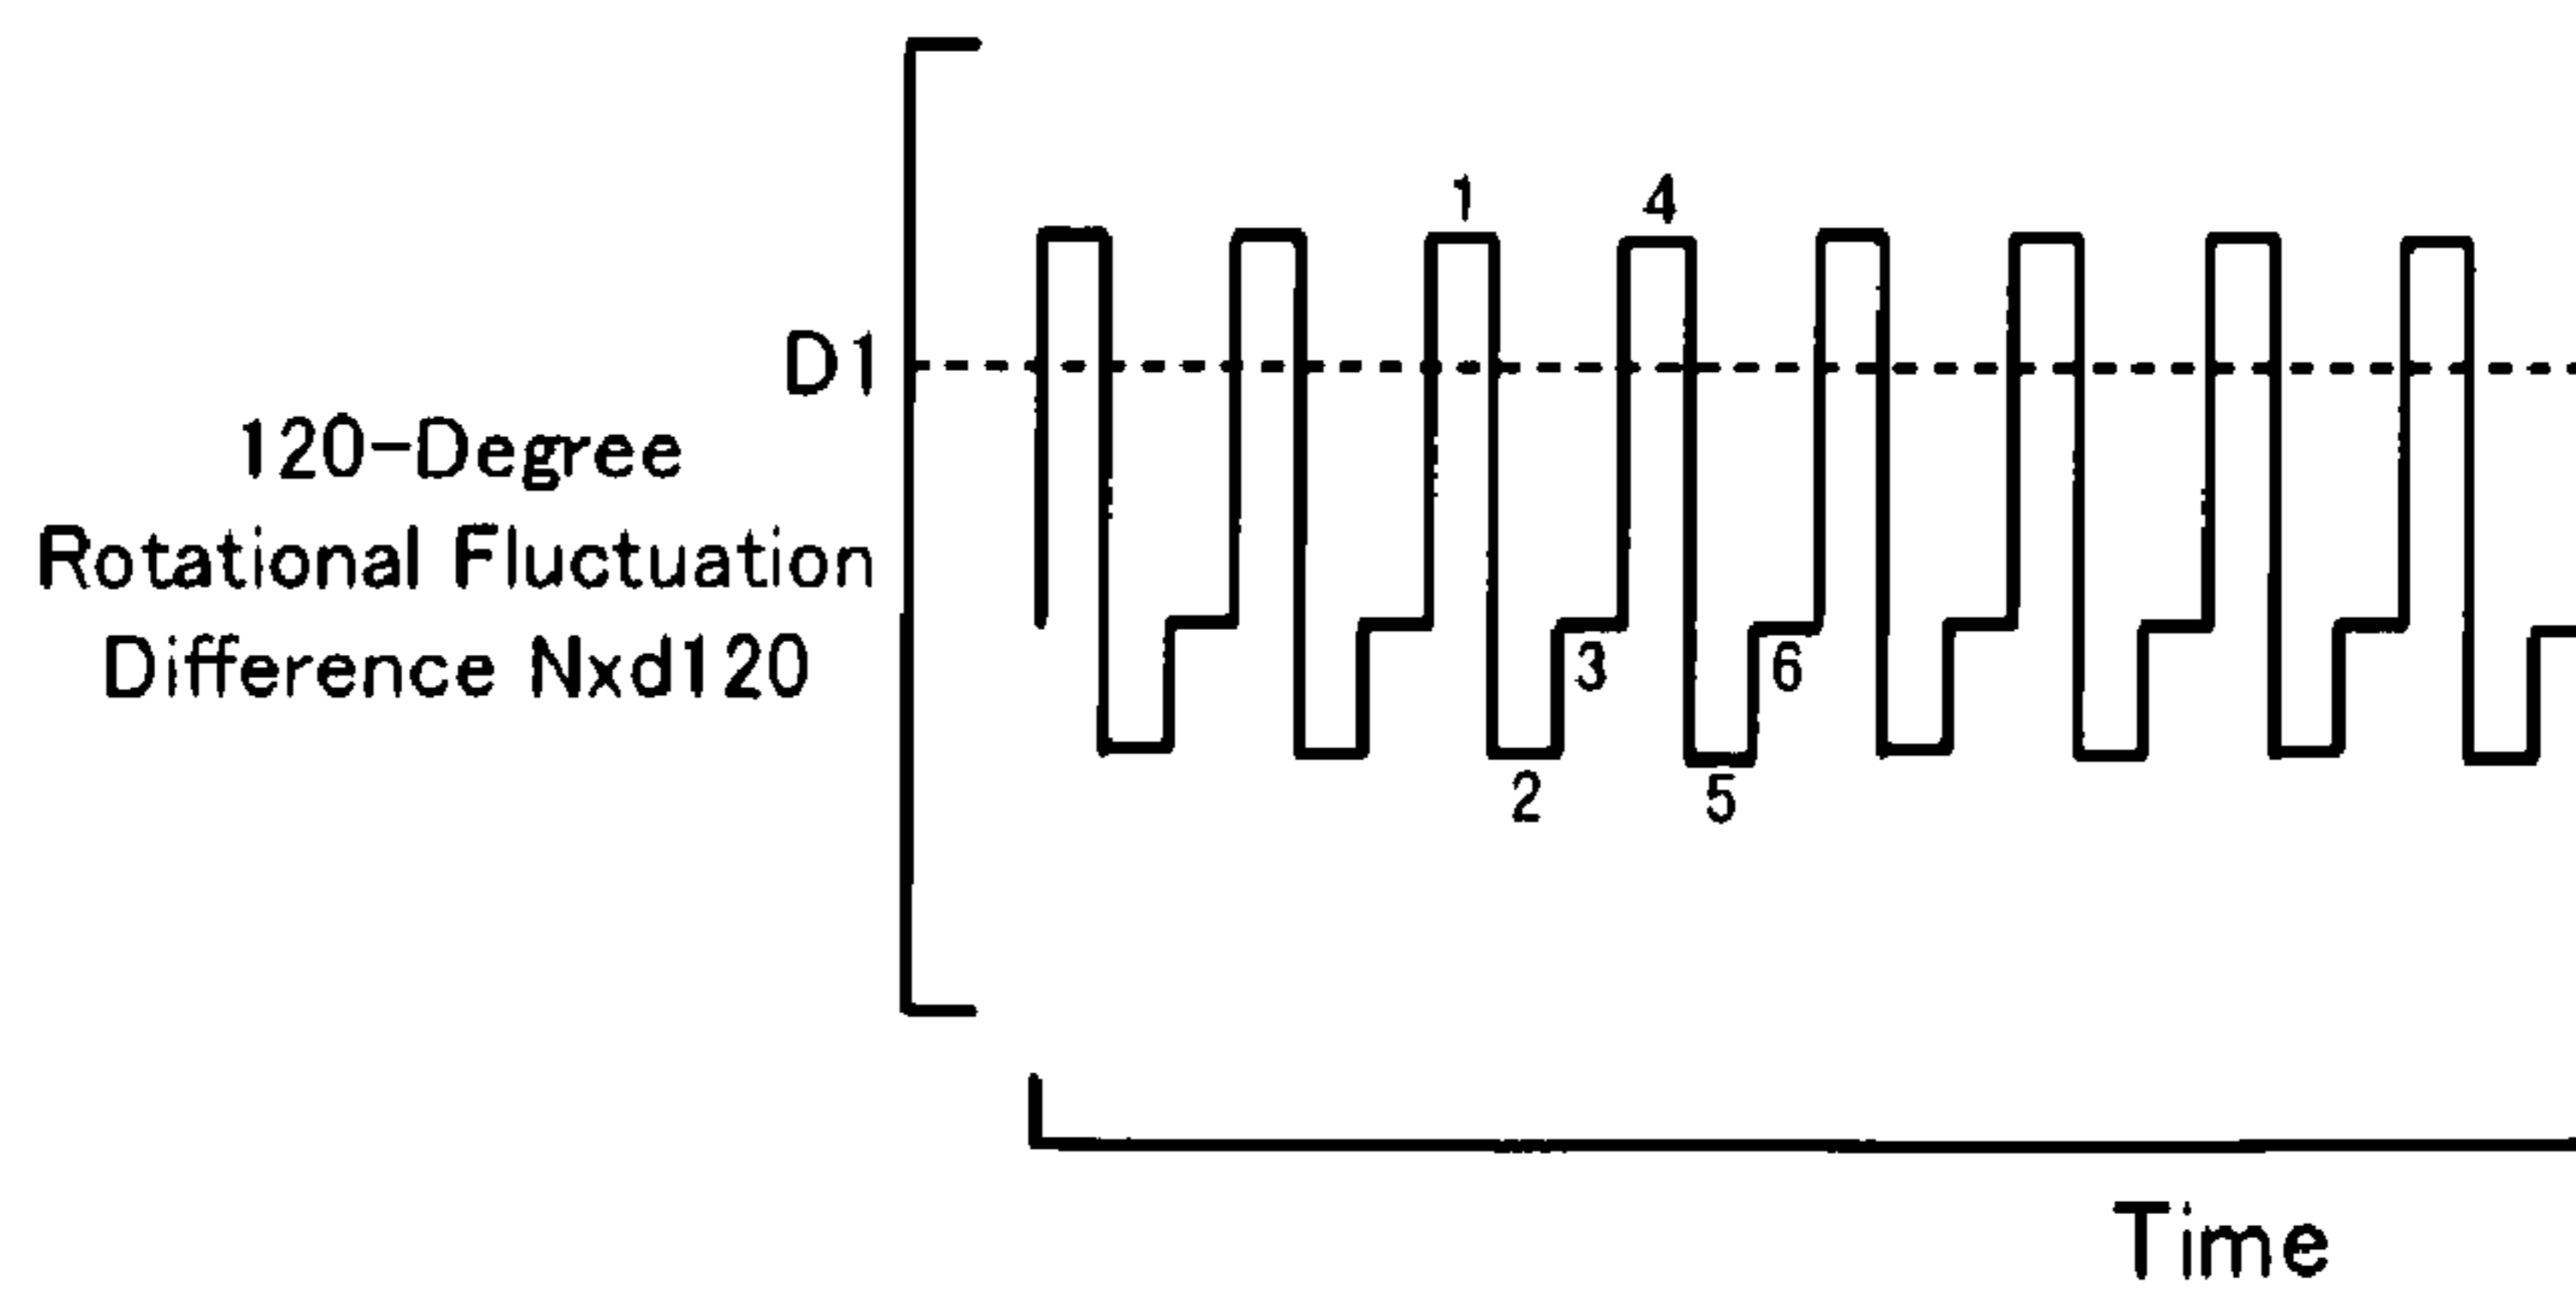 1
4
D1
120-Degree
Rotational Fluctuation
Difference Nxd120
3
6
2
5
Time